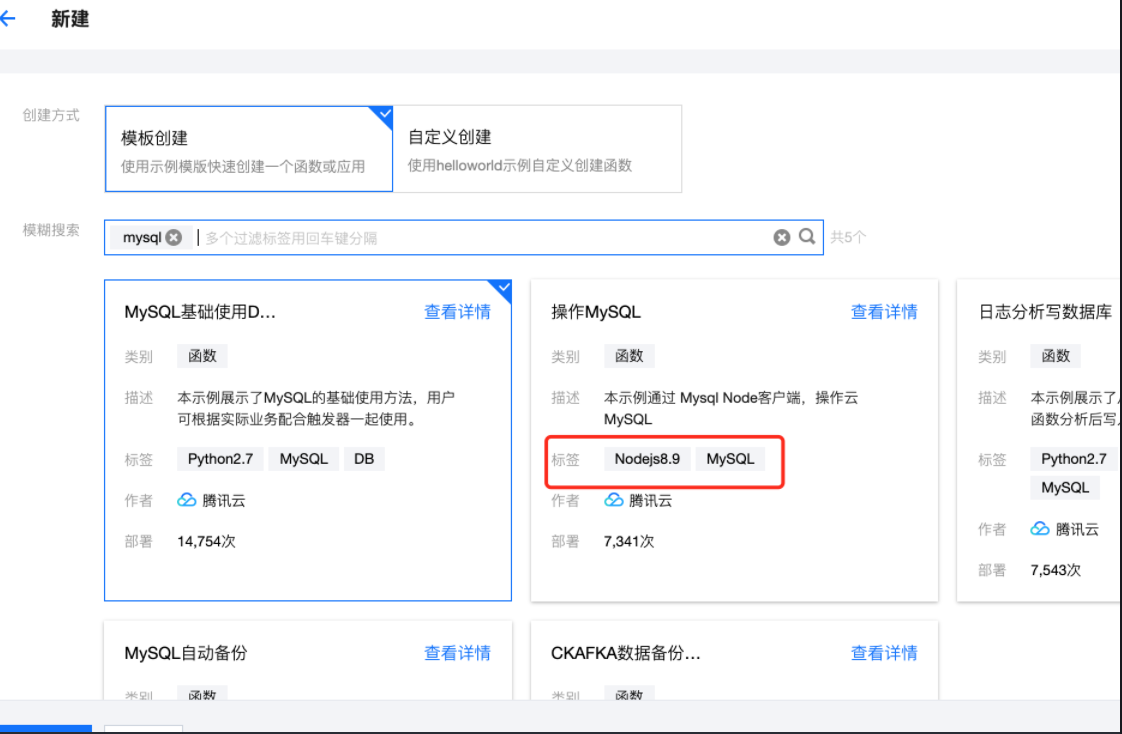 新建
创建方式
模板创建
使用示例模版快速创建一个函数或应用
自定义创建
使用helloworld示例自定义创建函数
模糊搜索
mysql 多个过滤标签用回车键分隔
共5个
MySQL基础使用D... 查看详情
类别 函数
描述 本示例展示了MySQL的基础使用方法，用户
可根据实际业务配合触发器一起使用。
标签 Python2.7 MySQL DB
作者 腾讯云
部署 14,754次
操作MySQL 查看详情
类别 函数
描述 本示例通过 Mysql Node客户端，操作云
MySQL
标签 Nodejs8.9 MySQL
作者 腾讯云
部署 7,341次
日志分析写数据库
类别 函数
描述 本示例展示了
函数分析后写
标签 Python2.7
MySQL
作者 腾讯云
部署 7,543次
MySQL自动备份 查看详情
类别 函数
CKAFKA数据备份... 查看详情
类别 函数